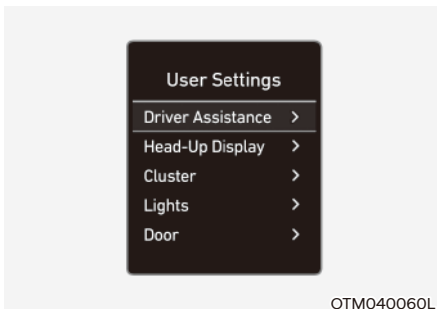 User Settings
Driver Assistance >
Head-Up Display >
Cluster >
Lights >
Door >
OTM040060L